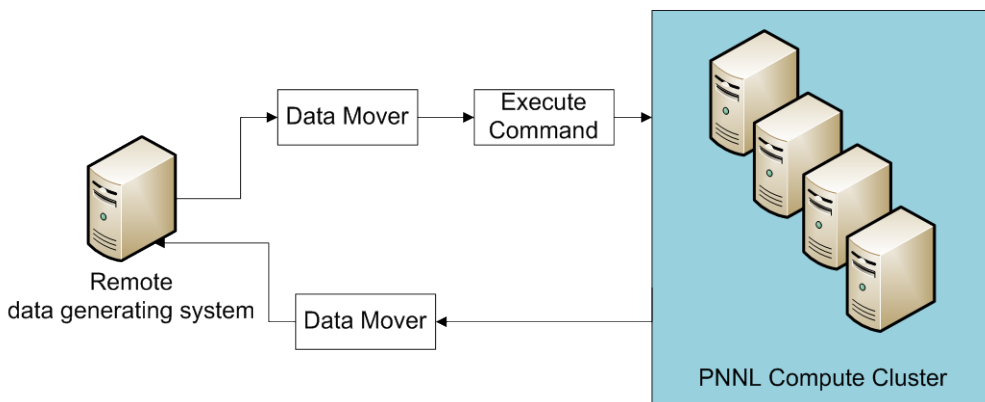 Data Mover
Execute
Command
Remote
data generating system
Data Mover
PNNL Compute Cluster